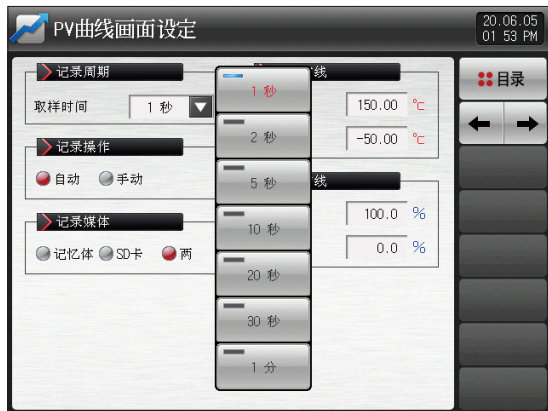 PV曲线画面设定
20.06.05
01 53 PM
记录周期
取样时间
1 秒
记录操作
自动
手动
记录媒体
记忆体
SD卡
两
1 秒
2 秒
5 秒
10 秒
20 秒
30 秒
1 分
线
150.00 ℃
-50.00 ℃
线
100.0 %
0.0 %
目录